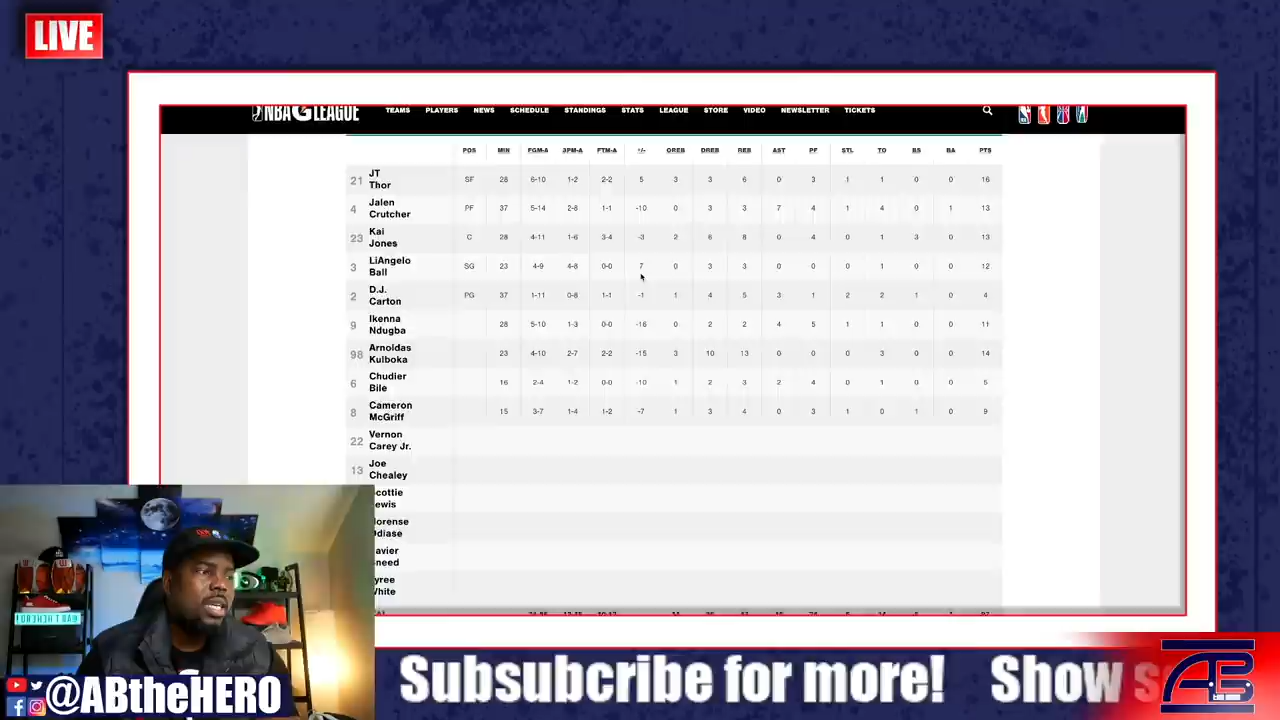 LIVE
NBA G LEAGUE TEAMS PLAYERS NEWS SCHEDULE STANDINGS STATS LEAGUE STORE VIDEO NEWSLETTER TICKETS
POS MIN FGM-A 3PM-A FTM-A +/- OREB DREB REB AST PF STL TO BS BA PTS
21 JT Thor SF 28 6-10 1-2 2-2 5 3 3 6 0 3 1 1 0 0 16
4 Jalen Crutcher PF 37 5-14 2-8 1-1 -10 0 3 3 7 4 1 4 0 1 13
23 Kai Jones C 28 4-11 1-6 3-4 -3 2 6 8 0 4 0 1 3 0 13
3 LiAngelo Ball SG 23 4-9 4-8 0-0 7 0 3 3 0 0 0 1 0 0 12
2 D.J. Carton PG 37 1-11 0-8 1-1 -1 1 4 5 3 1 2 2 1 0 4
9 Ikenna Ndugba 28 5-10 1-3 0-0 -16 0 2 2 4 5 1 1 0 0 11
98 Arnoldas Kulboka 23 4-10 2-7 2-2 -15 3 10 13 0 0 0 3 0 0 14
6 Chudier Bile 16 2-4 1-2 0-0 -10 1 2 3 2 4 0 1 0 0 5
8 Cameron McGriff 15 3-7 1-4 1-2 -7 1 3 4 0 3 1 0 1 0 9
22 Vernon Carey Jr.
13 Joe Chealey
cottie ewis
lorense diase
avier need
yree hite
@ABTHEHERO
@ABtheHERO
Subsubcribe for more! Show s
AB